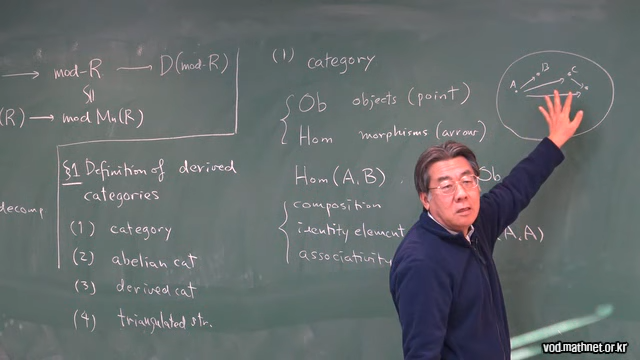 → mod-R → D(mod-R)
SII
(R) → mod Mn(R)
decomp
§1 Definition of derived
categories
(1) category
(2) abelian cat
(3) derived cat
(4) triangulated str.
(1) category
Ob objects (point)
Hom morphisms (arrow)
Hom(A,B) Ob
composition
identity element A,A)
associativity
A B C
vod.mathnet.or.kr